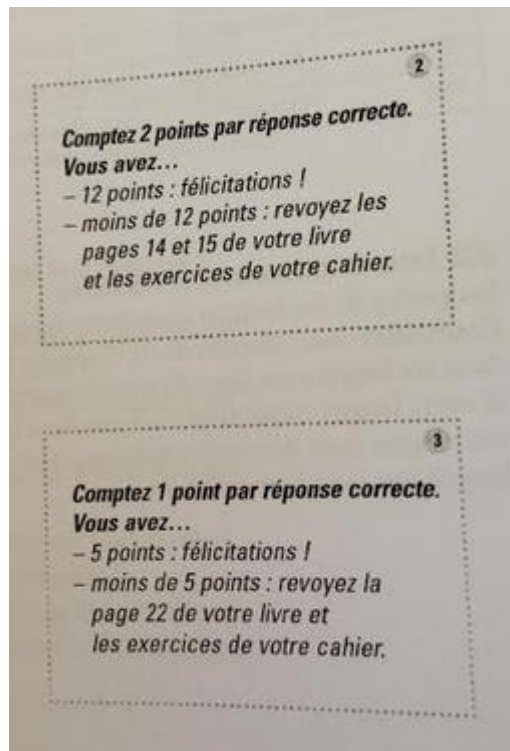 2
Comptez 2 points par réponse correcte.
Vous avez...
– 12 points : félicitations !
– moins de 12 points : revoyez les
pages 14 et 15 de votre livre
et les exercices de votre cahier.
3
Comptez 1 point par réponse correcte.
Vous avez...
– 5 points : félicitations !
– moins de 5 points : revoyez la
page 22 de votre livre et
les exercices de votre cahier.